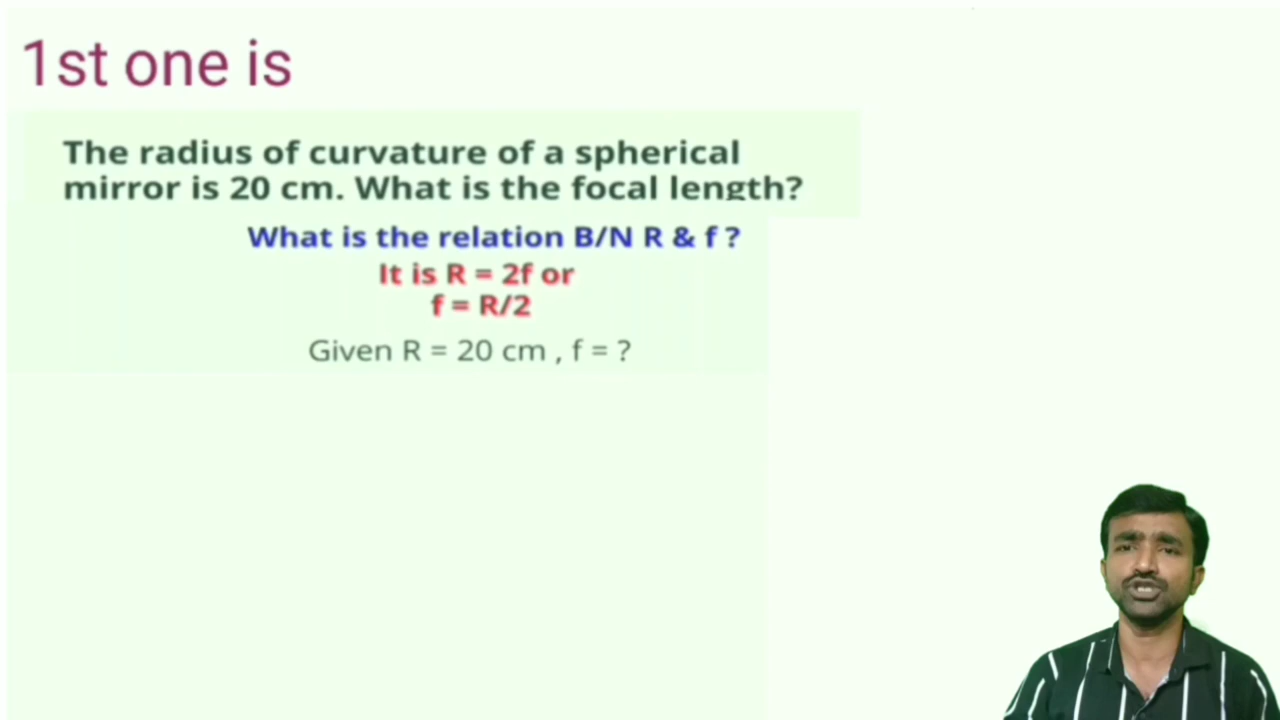 1st one is
The radius of curvature of a spherical
mirror is 20 cm. What is the focal length?
What is the relation B/N R & f ?
It is R = 2f or
f = R/2
Given R = 20 cm , f = ?